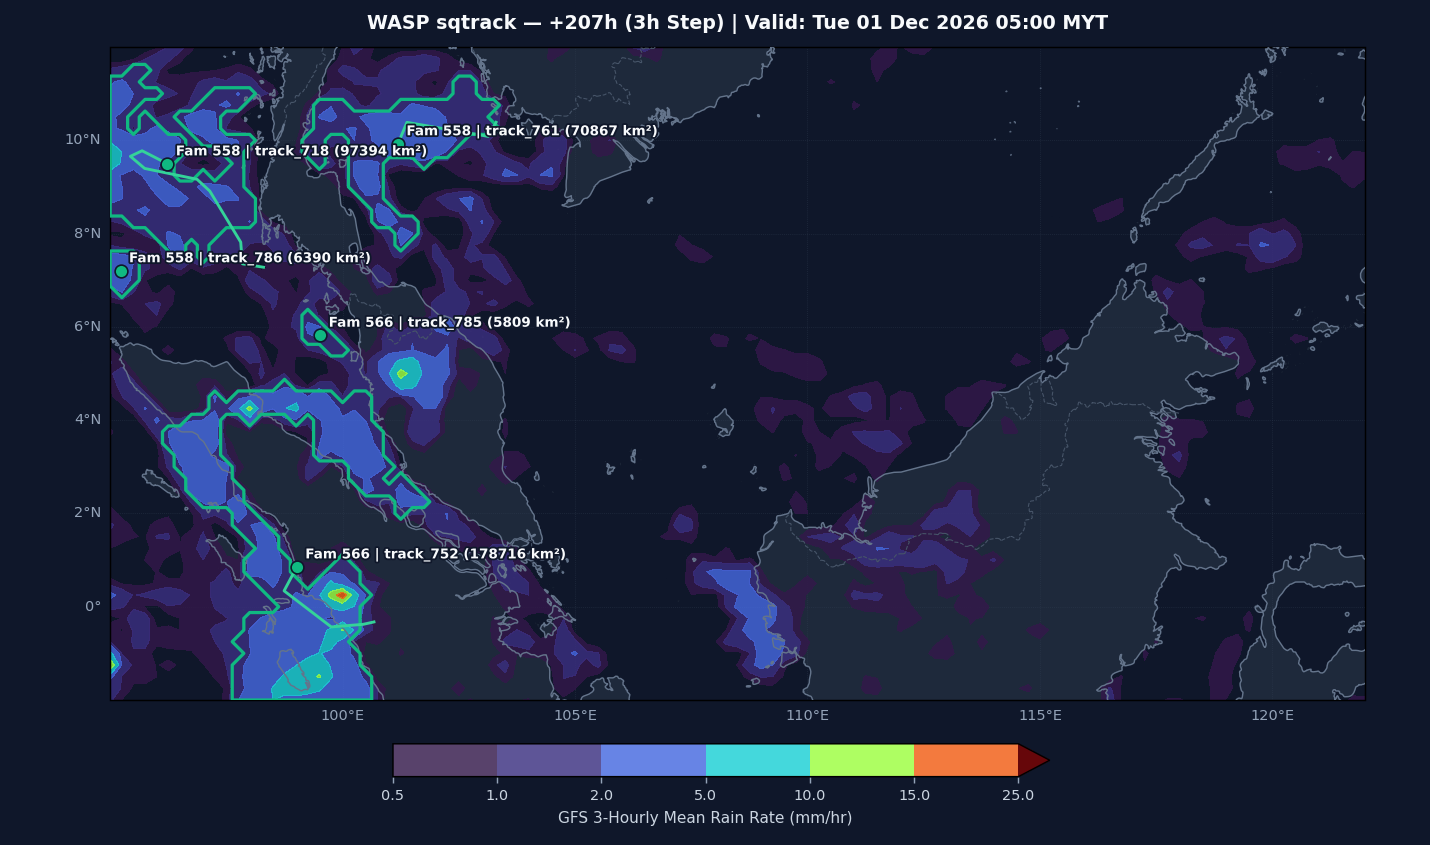 WASP sqtrack — +207h (3h Step) | Valid: Tue 01 Dec 2026 05:00 MYT
10°N
8°N
6°N
4°N
2°N
0°
Fam 558 | track_761 (70867 km²)
Fam 558 | track_718 (97394 km²)
Fam 558 | track_786 (6390 km²)
Fam 566 | track_785 (5809 km²)
Fam 566 | track_752 (178716 km²)
100°E 105°E 110°E 115°E 120°E
0.5 1.0 2.0 5.0 10.0 15.0 25.0
GFS 3-Hourly Mean Rain Rate (mm/hr)